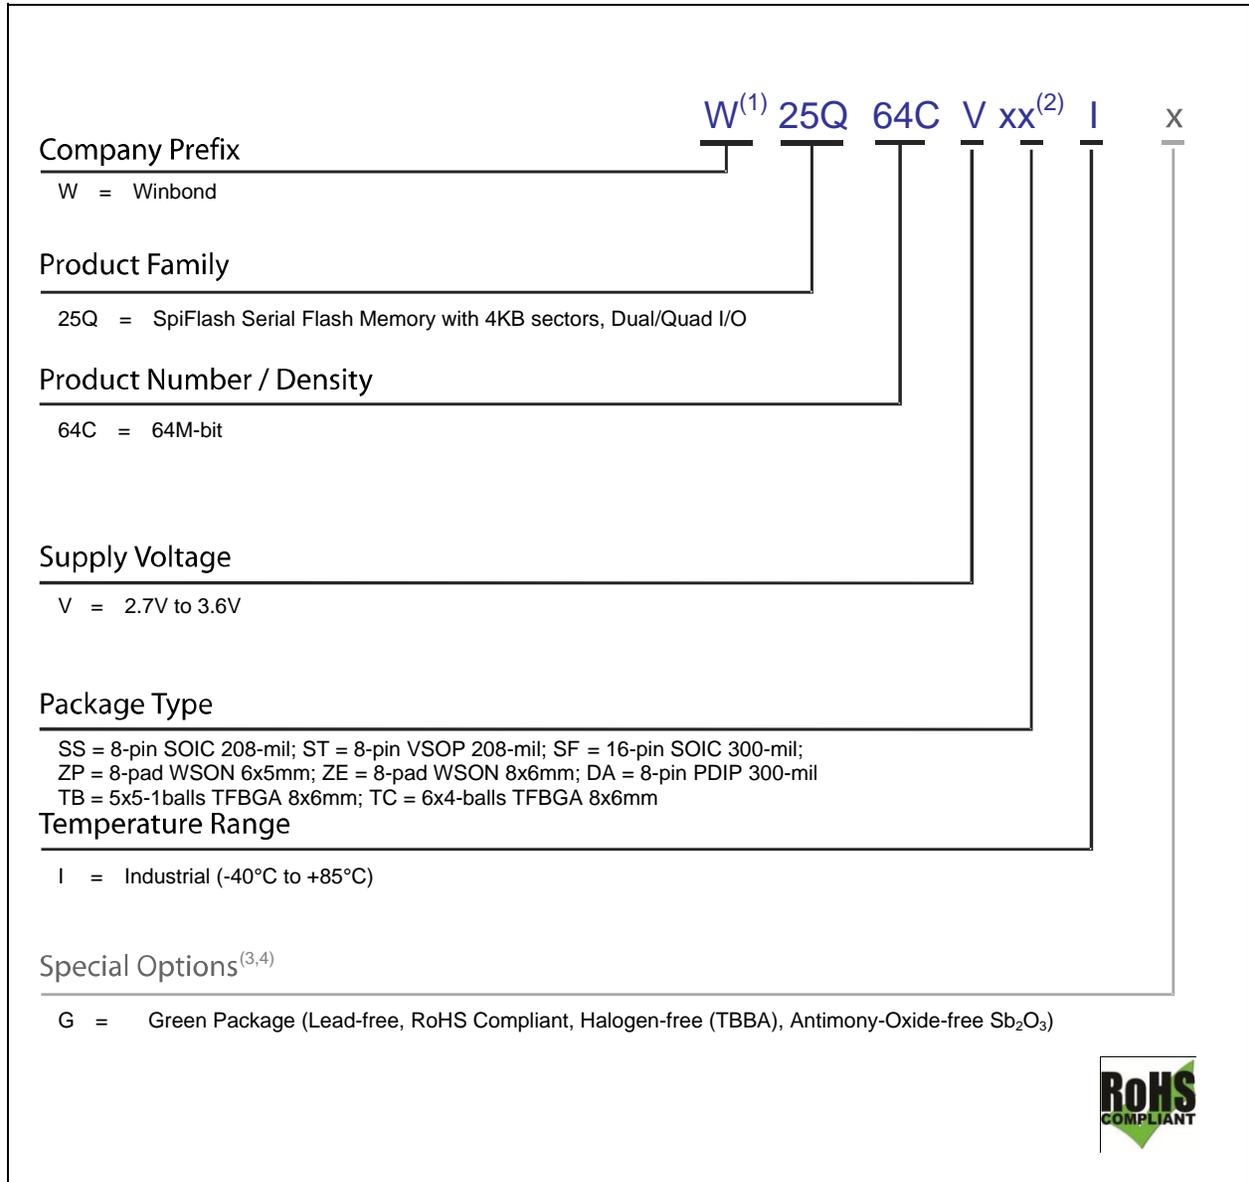 W(1) 25Q 64C V xx(2) I x
Company Prefix
W = Winbond
Product Family
25Q = SpiFlash Serial Flash Memory with 4KB sectors, Dual/Quad I/O
Product Number / Density
64C = 64M-bit
Supply Voltage
V = 2.7V to 3.6V
Package Type
SS = 8-pin SOIC 208-mil; ST = 8-pin VSOP 208-mil; SF = 16-pin SOIC 300-mil;
ZP = 8-pad WSON 6x5mm; ZE = 8-pad WSON 8x6mm; DA = 8-pin PDIP 300-mil
TB = 5x5-1balls TFBGA 8x6mm; TC = 6x4-balls TFBGA 8x6mm
Temperature Range
I = Industrial (-40°C to +85°C)
Special Options(3,4)
G = Green Package (Lead-free, RoHS Compliant, Halogen-free (TBBA), Antimony-Oxide-free Sb₂O₃)
RoHS
COMPLIANT